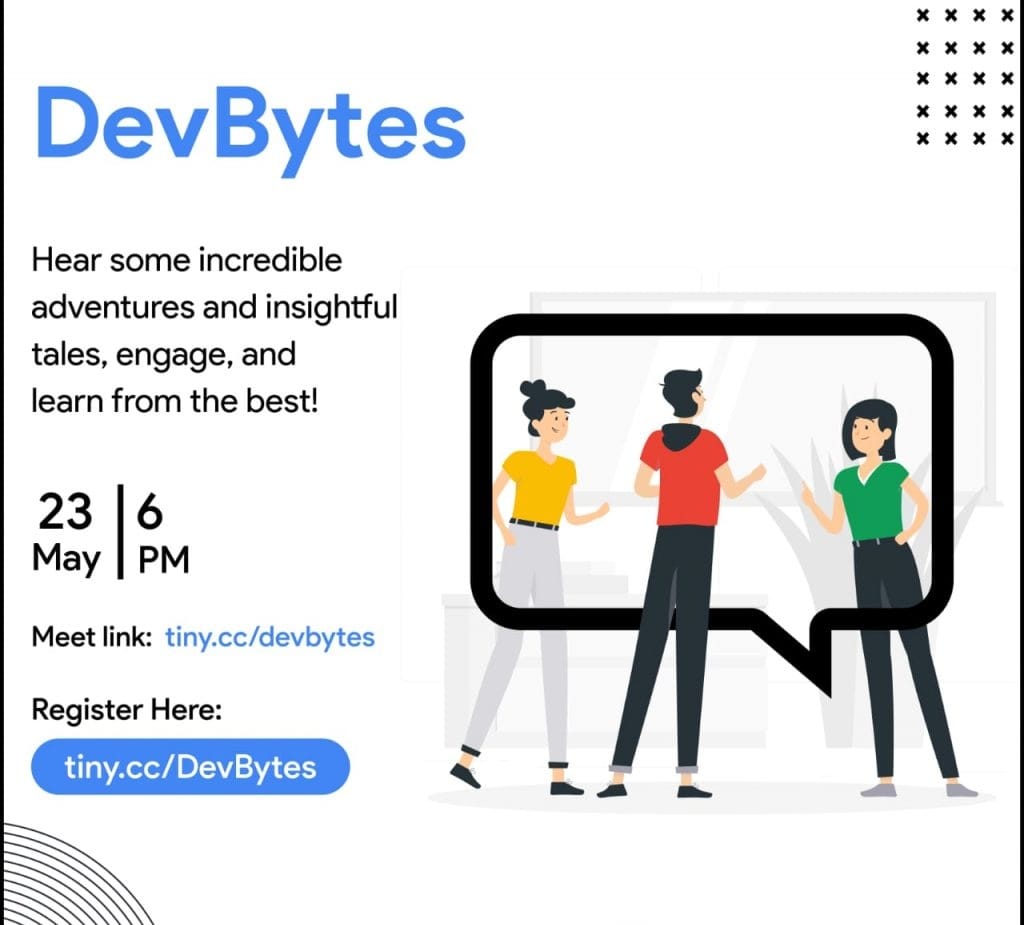 DevBytes
Hear some incredible
adventures and insightful
tales, engage, and
learn from the best!
23 | 6
May | PM
Meet link: tiny.cc/devbytes
Register Here:
tiny.cc/DevBytes